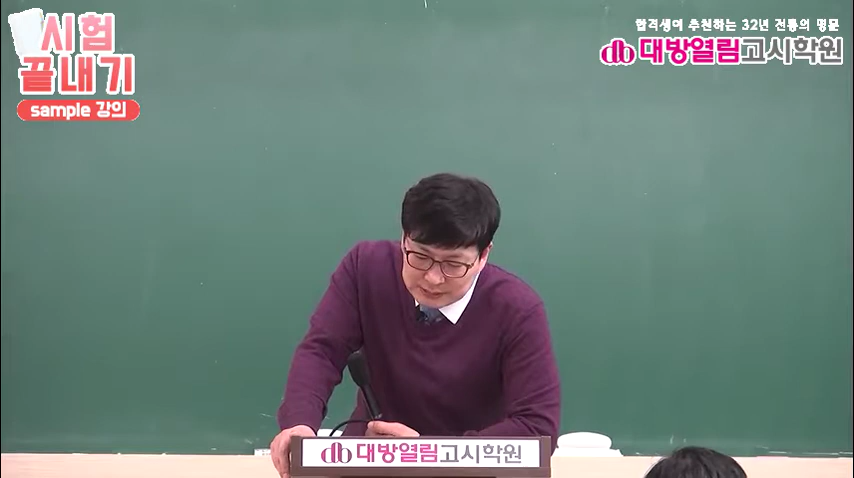 시험
끝내기
sample 강의
합격생이 추천하는 32년 전통의 명문
db 대방열림고시학원
db 대방열림고시학원